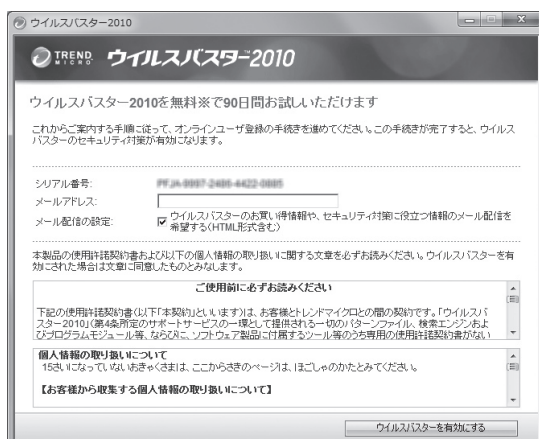 ウイルスバスター2010
TREND MICRO ウイルスバスター2010
ウイルスバスター2010を無料※で90日間お試しいただけます
これからご案内する手順に従って、オンラインユーザ登録の手続きを進めてください。この手続きが完了すると、ウイルス
バスターのセキュリティ対策が有効になります。
シリアル番号:
メールアドレス:
メール配信の設定: ウイルスバスターのお買い得情報や、セキュリティ対策に役立つ情報のメール配信を
希望する(HTML形式含む)
本製品の使用許諾契約書および以下の個人情報の取り扱いに関する文章を必ずお読みください。ウイルスバスターを有
効にされた場合は文章に同意したものとみなします。
ご使用前に必ずお読みください
下記の使用許諾契約書(以下「本契約」といいます)は、お客様とトレンドマイクロとの間の契約です。「ウイルスバ
スター2010」(第4条所定のサポートサービスの一環として提供される一切のパターンファイル、検索エンジンおよ
びプログラムモジュール等、ならびに、ソフトウェア製品に付属するツール等のうち専用の使用許諾契約書がない
個人情報の取り扱いについて
15さいになっていないおきゃくさまは、ここからさきのページは、ほごしゃのかたとみてください。
【お客様から収集する個人情報の取り扱いについて】
ウイルスバスターを有効にする